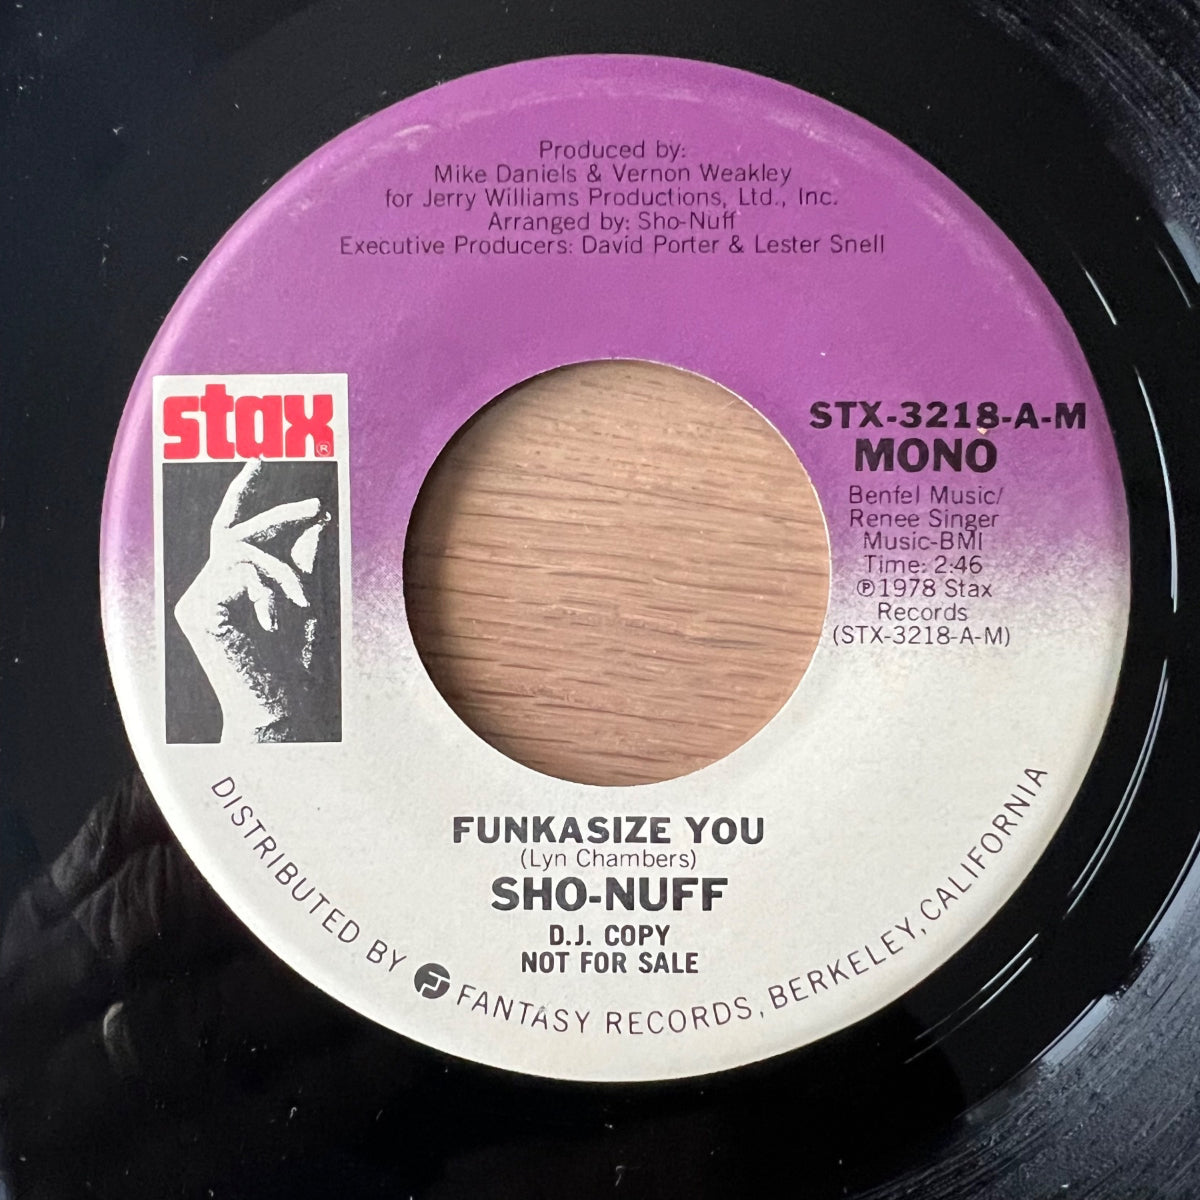 Produced by:
Mike Daniels & Vernon Weakley
for Jerry Williams Productions, Ltd., Inc.
Arranged by: Sho-Nuff
Executive Producers: David Porter & Lester Snell
stax®
STX-3218-A-M
MONO
Benfel Music/
Renee Singer
Music-BMI
Time: 2:46
℗1978 Stax
Records
(STX-3218-A-M)
FUNKASIZE YOU
(Lyn Chambers)
SHO-NUFF
D.J. COPY
NOT FOR SALE
DISTRIBUTED BY FANTASY RECORDS, BERKELEY, CALIFORNIA